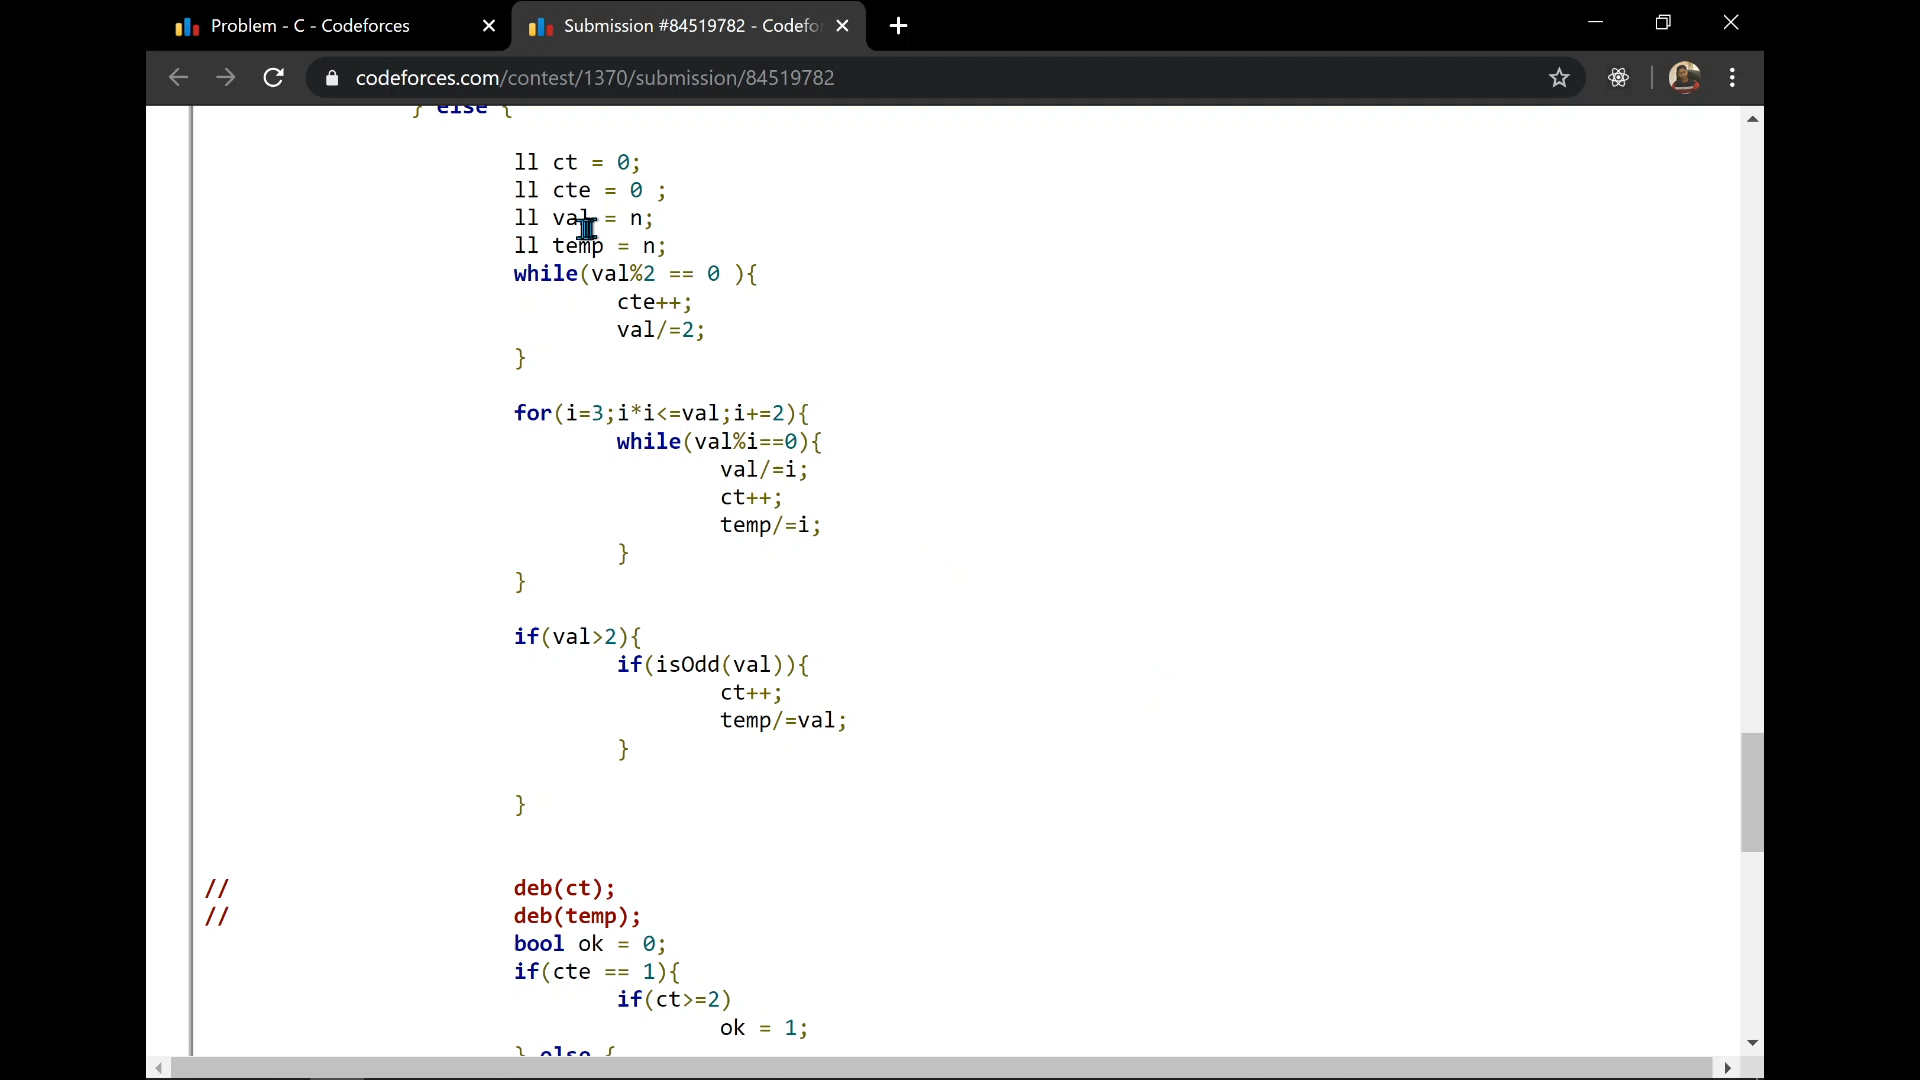 Problem - C - Codeforces
Submission #84519782 - Codefo
codeforces.com/contest/1370/submission/84519782
} else {
ll ct = 0;
ll cte = 0 ;
ll val = n;
ll temp = n;
while(val%2 == 0 ){
cte++;
val/=2;
}
for(i=3;i*i<=val;i+=2){
while(val%i==0){
val/=i;
ct++;
temp/=i;
}
}
if(val>2){
if(isOdd(val)){
ct++;
temp/=val;
}
}
// deb(ct);
// deb(temp);
bool ok = 0;
if(cte == 1){
if(ct>=2)
ok = 1;
} else {